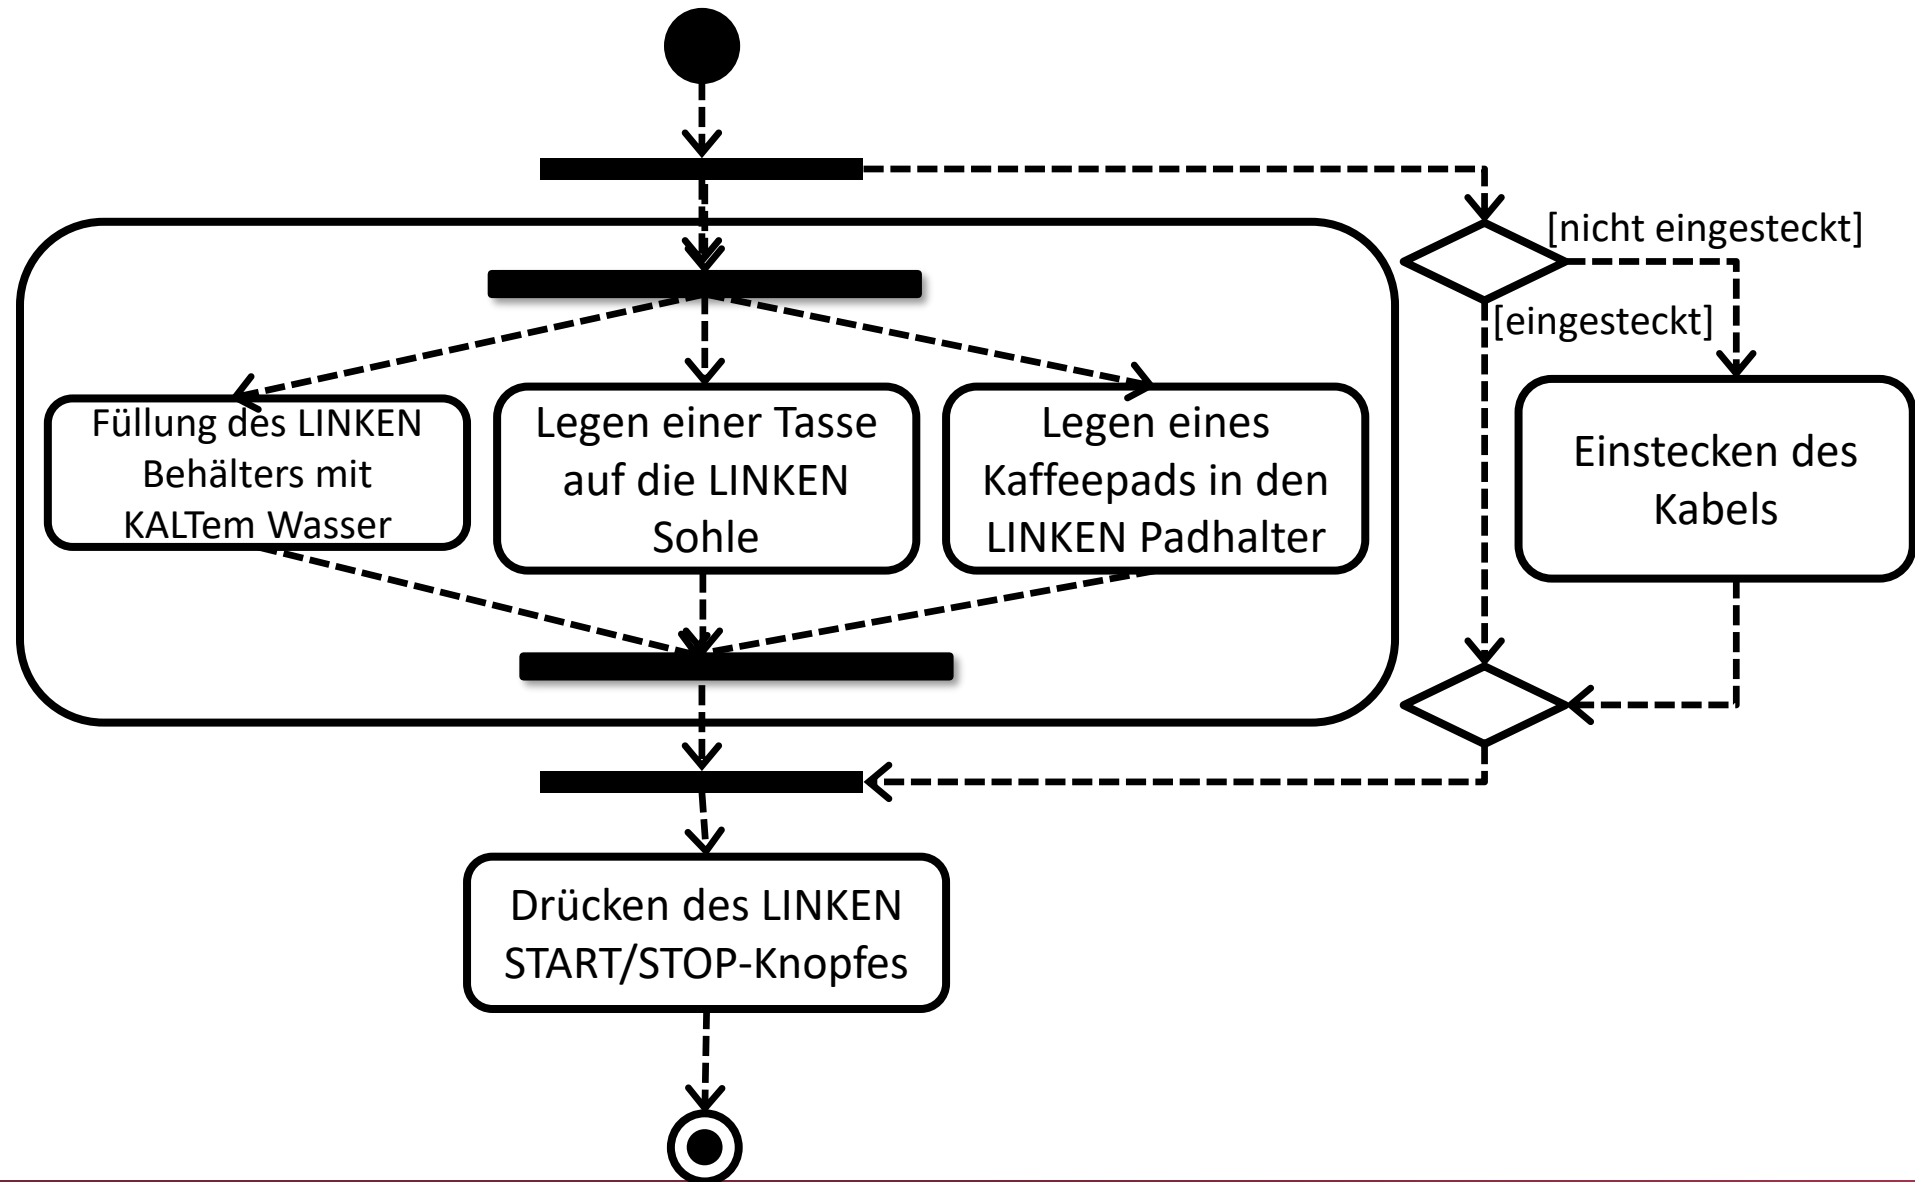 [nicht eingesteckt]
[eingesteckt]
Füllung des LINKEN
Behälters mit
KALTem Wasser
Legen einer Tasse
auf die LINKEN
Sohle
Legen eines
Kaffeepads in den
LINKEN Padhalter
Einstecken des
Kabels
Drücken des LINKEN
START/STOP-Knopfes